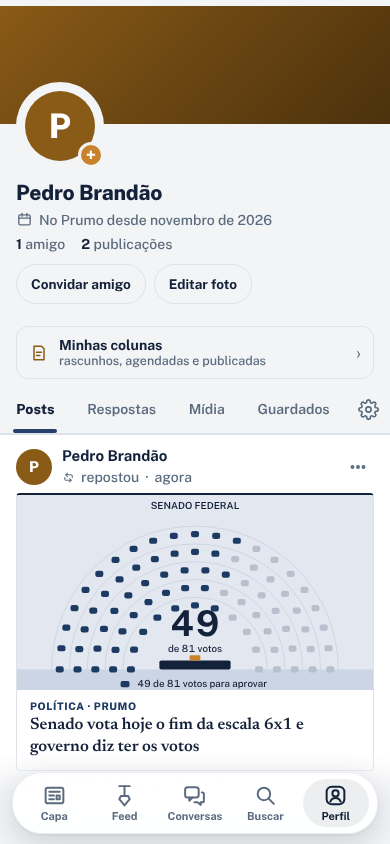 P
+
Pedro Brandão
No Prumo desde novembro de 2026
1 amigo 2 publicações
Convidar amigo Editar foto
Minhas colunas
rascunhos, agendadas e publicadas
Posts Respostas Mídia Guardados
P
Pedro Brandão
repostou · agora
SENADO FEDERAL
49
de 81 votos
49 de 81 votos para aprovar
POLÍTICA · PRUMO
Senado vota hoje o fim da escala 6x1 e
governo diz ter os votos
Capa Feed Conversas Buscar Perfil